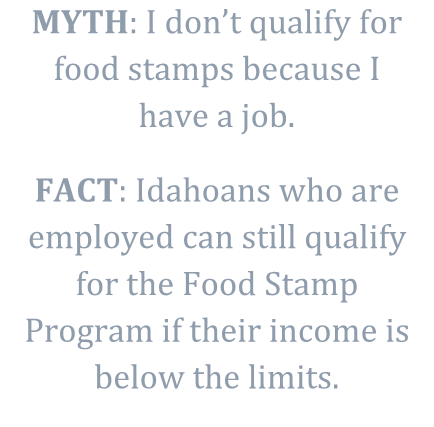 MYTH: I don’t qualify for
food stamps because I
have a job.
FACT: Idahoans who are
employed can still qualify
for the Food Stamp
Program if their income is
below the limits.